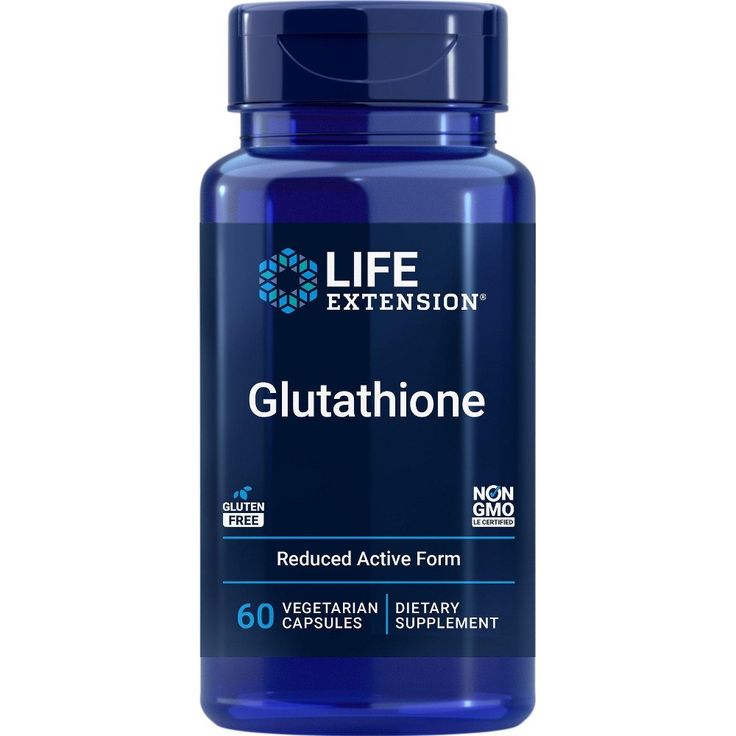 LIFE
EXTENSION®
Glutathione
GLUTEN
FREE
NON
GMO
LE CERTIFIED
Reduced Active Form
60 VEGETARIAN CAPSULES | DIETARY SUPPLEMENT